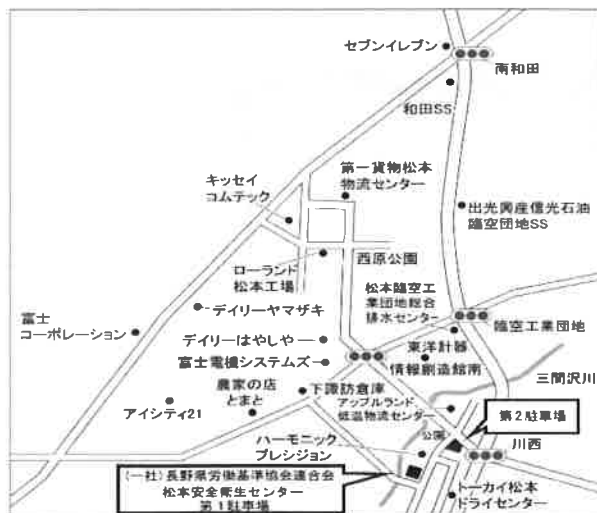 セブンイレブン
南和田
和田SS
第一貨物松本
物流センター
キッセイ
コムテック
出光興産信光石油
臨空団地SS
西原公園
ローランド
松本工場
松本臨空工
業団地総合
排水センター
デイリーヤマザキ
富士
コーポレーション
臨空工業団地
デイリーはやしや
東洋計器
富士電機システムズ
情報創造館南
三間沢川
農家の店
とまと
下諏訪倉庫
アップルランド
低温物流センター
アイシティ21
第2駐車場
公園
川西
ハーモニック
プレシジョン
(一社)長野県労働基準協会連合会
松本安全衛生センター
第1駐車場
トーカイ松本
ドライセンター